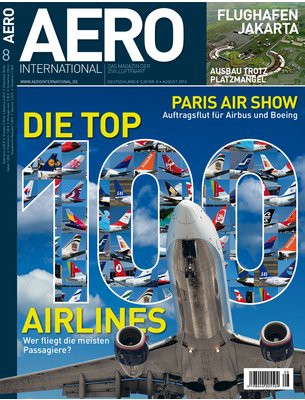 AERO
INTERNATIONAL
DAS MAGAZIN DER
ZIVILLUFTFAHRT
WWW.AEROINTERNATIONAL.DE
FLUGHAFEN
JAKARTA
AUSBAU TROTZ
PLATZMANGEL
PARIS AIR SHOW
Auftragsflut für Airbus und Boeing
DIE TOP
100
AIRLINES
Wer fliegt die meisten
Passagiere?
AERO
8